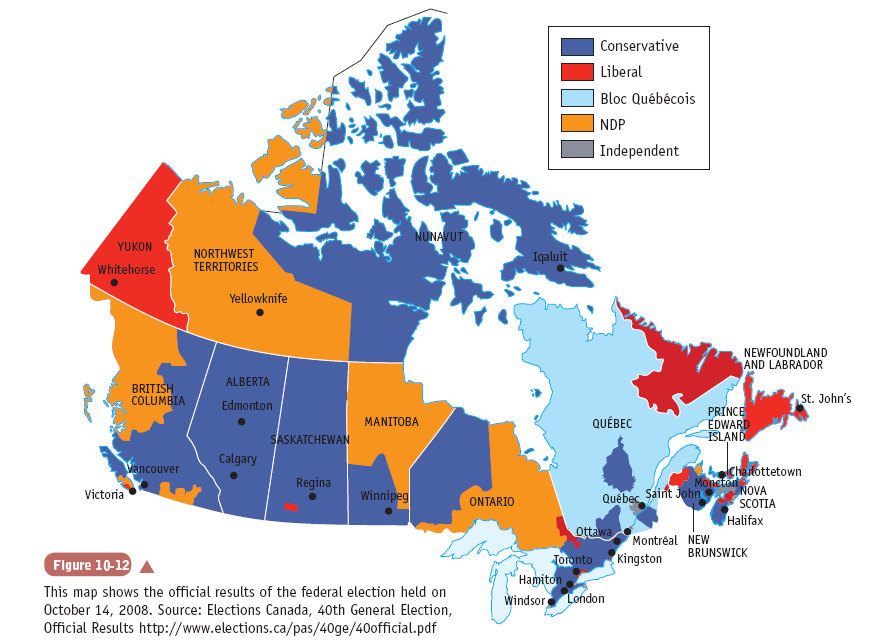 Conservative
Liberal
Bloc Québécois
NDP
Independent
YUKON
Whitehorse
NORTHWEST
TERRITORIES
Yellowknife
NUNAVUT
Iqaluit
BRITISH
COLUMBIA
Vancouver
Victoria
ALBERTA
Edmonton
Calgary
SASKATCHEWAN
Regina
MANITOBA
Winnipeg
ONTARIO
Ottawa
Toronto
Hamiton
Windsor
London
Kingston
Montréal
QUÉBEC
Québec
NEWFOUNDLAND
AND LABRADOR
St. John's
PRINCE
EDWARD
ISLAND
Charlottetown
Moncton
Saint John
NOVA
SCOTIA
Halifax
NEW
BRUNSWICK
Figure 10-12
This map shows the official results of the federal election held on
October 14, 2008. Source: Elections Canada, 40th General Election,
Official Results http://www.elections.ca/pas/40ge/40official.pdf